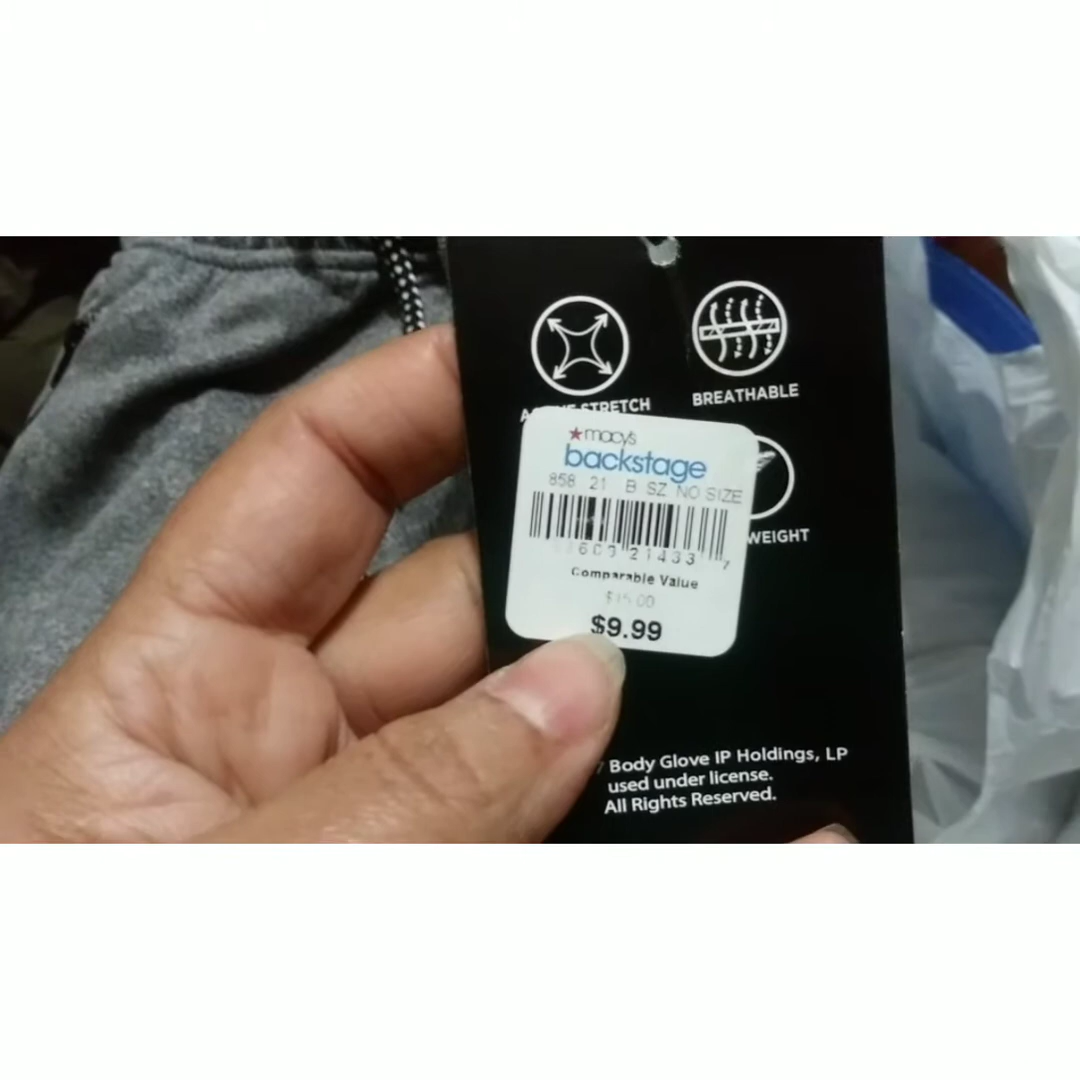 BREATHABLE
STRETCH
macy's
backstage
858 21 B SZ NO SIZE
WEIGHT
Comparable Value
$9.99
Body Glove IP Holdings, LP
used under license.
All Rights Reserved.